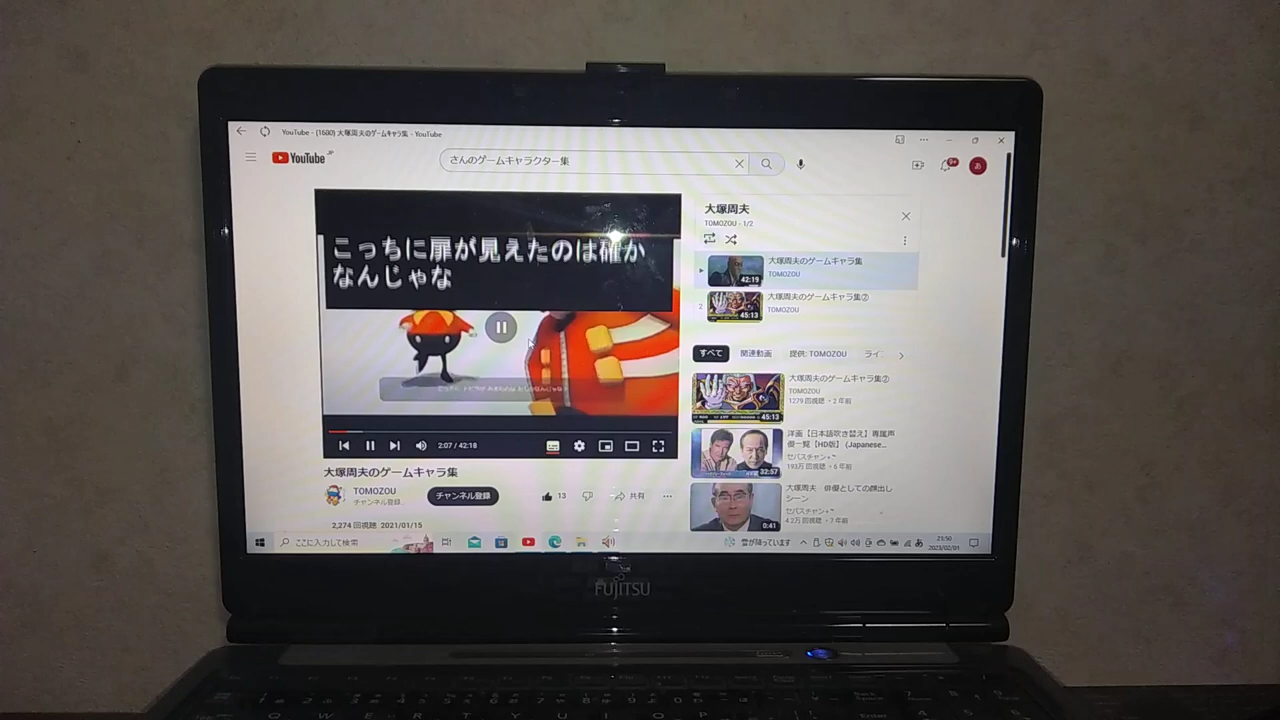 YouTube - (1680) 大塚周夫のゲームキャラ集 - YouTube
YouTube JP
さんのゲームキャラクター集
9+
あ
こっちに扉が見えたのは確か
なんじゃな
2:07 / 42:18
大塚周夫のゲームキャラ集
TOMOZOU
チャンネル登録
13
共有
2,274 回視聴 2021/01/15
大塚周夫
TOMOZOU - 1/2
42:19
大塚周夫のゲームキャラ集
TOMOZOU
2
45:13
大塚周夫のゲームキャラ集②
TOMOZOU
すべて
関連動画
提供: TOMOZOU
ライ
45:13
大塚周夫のゲームキャラ集②
TOMOZOU
1279 回視聴・2 年前
32:57
洋画【日本語吹き替え】専属声
優一覧【HD版】 (Japanese...
セバスチャン
193万 回視聴・6 年前
0:41
大塚周夫 俳優としての顔出し
シーン
セバスチャン
4.2万 回視聴・7 年前
ここに入力して検索
雪が降っています
あ
23:50
2023/02/01
FUJITSU